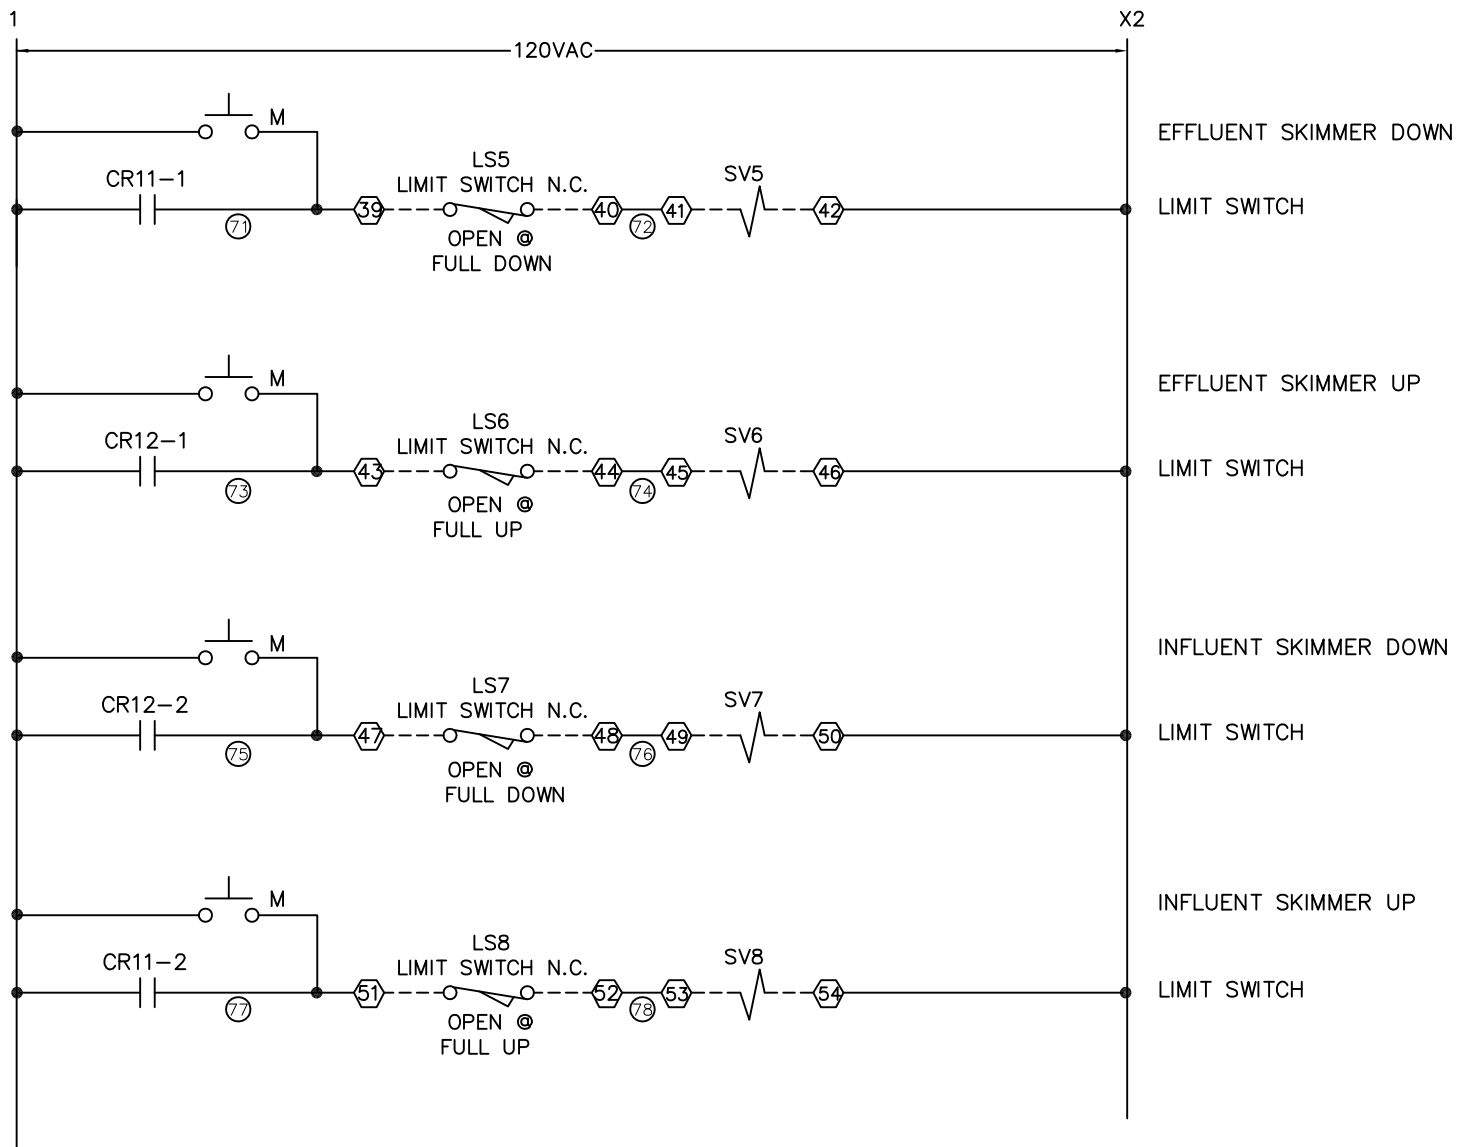 1
X2
120VAC
M
EFFLUENT SKIMMER DOWN
CR11-1
LS5
LIMIT SWITCH N.C.
SV5
39
40
41
42
LIMIT SWITCH
71
72
OPEN @
FULL DOWN
M
EFFLUENT SKIMMER UP
CR12-1
LS6
LIMIT SWITCH N.C.
SV6
43
44
45
46
LIMIT SWITCH
73
74
OPEN @
FULL UP
M
INFLUENT SKIMMER DOWN
CR12-2
LS7
LIMIT SWITCH N.C.
SV7
47
48
49
50
LIMIT SWITCH
75
76
OPEN @
FULL DOWN
M
INFLUENT SKIMMER UP
CR11-2
LS8
LIMIT SWITCH N.C.
SV8
51
52
53
54
LIMIT SWITCH
77
78
OPEN @
FULL UP